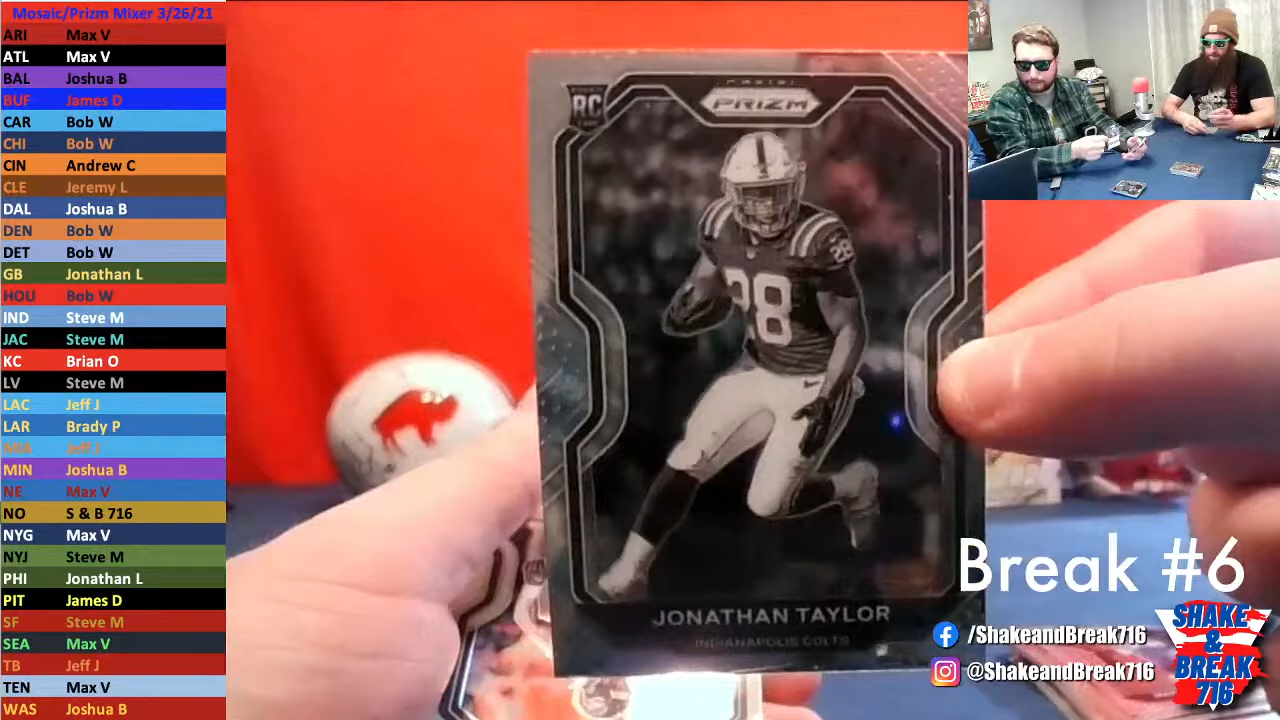 Mosaic/Prizm Mixer 3/26/21
ARI Max V
ATL Max V
BAL Joshua B
BUF James D
CAR Bob W
CHI Bob W
CIN Andrew C
CLE Jeremy L
DAL Joshua B
DEN Bob W
DET Bob W
GB Jonathan L
HOU Bob W
IND Steve M
JAC Steve M
KC Brian O
LV Steve M
LAC Jeff J
LAR Brady P
MIA Jeff J
MIN Joshua B
NE Max V
NO S & B 716
NYG Max V
NYJ Steve M
PHI Jonathan L
PIT James D
SF Steve M
SEA Max V
TB Jeff J
TEN Max V
WAS Joshua B
RC
PANINI
PRIZM
28
28
JONATHAN TAYLOR
INDIANAPOLIS COLTS
Break #6
/ShakeandBreak716
@ShakeandBreak716
SHAKE
&
BREAK
716